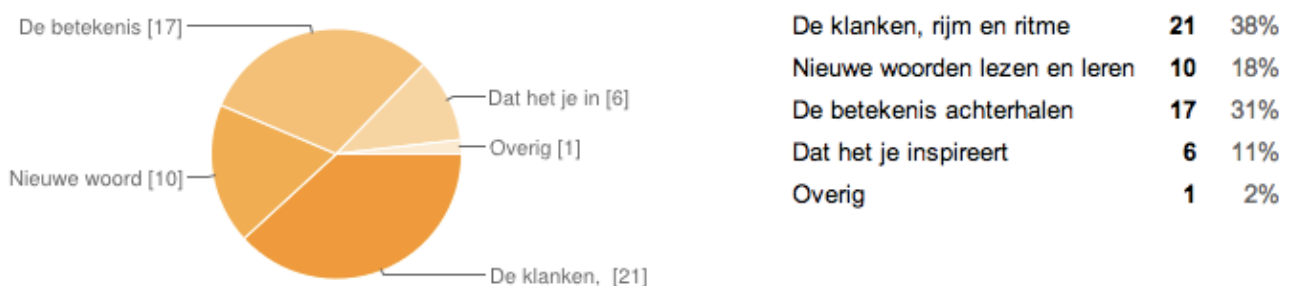 De betekenis [17]
Dat het je in [6]
Overig [1]
Nieuwe woord [10]
De klanken, [21]
De klanken, rijm en ritme 21 38%
Nieuwe woorden lezen en leren 10 18%
De betekenis achterhalen 17 31%
Dat het je inspireert 6 11%
Overig 1 2%